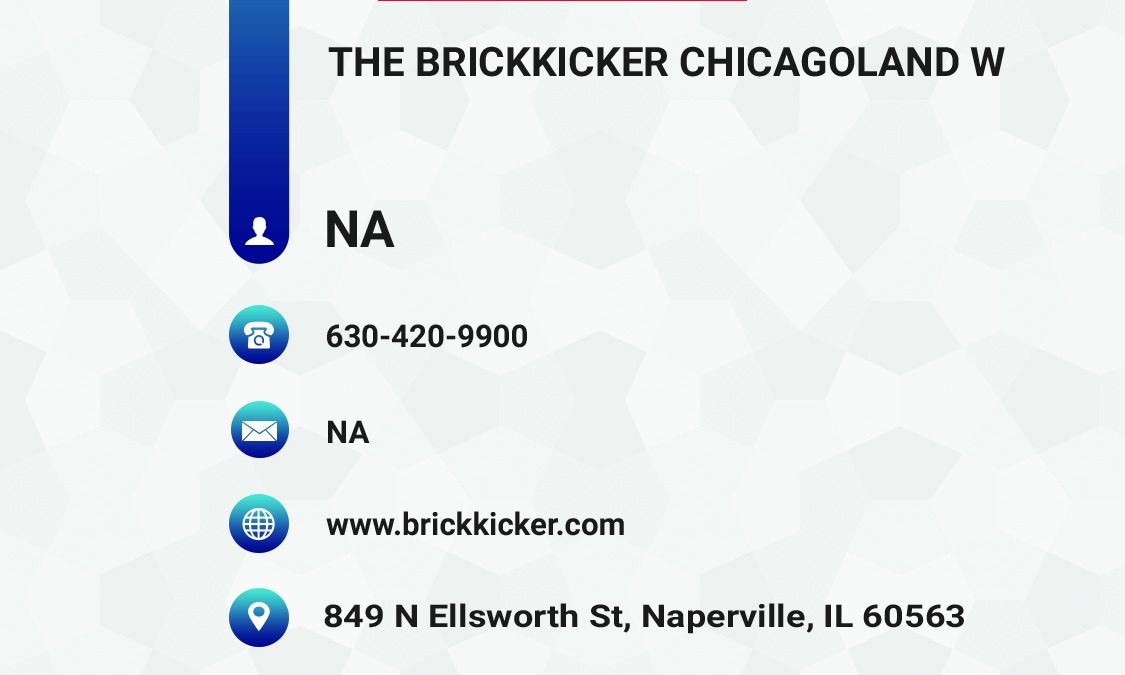 THE BRICKKICKER CHICAGOLAND W
NA
630-420-9900
NA
www.brickkicker.com
849 N Ellsworth St, Naperville, IL 60563